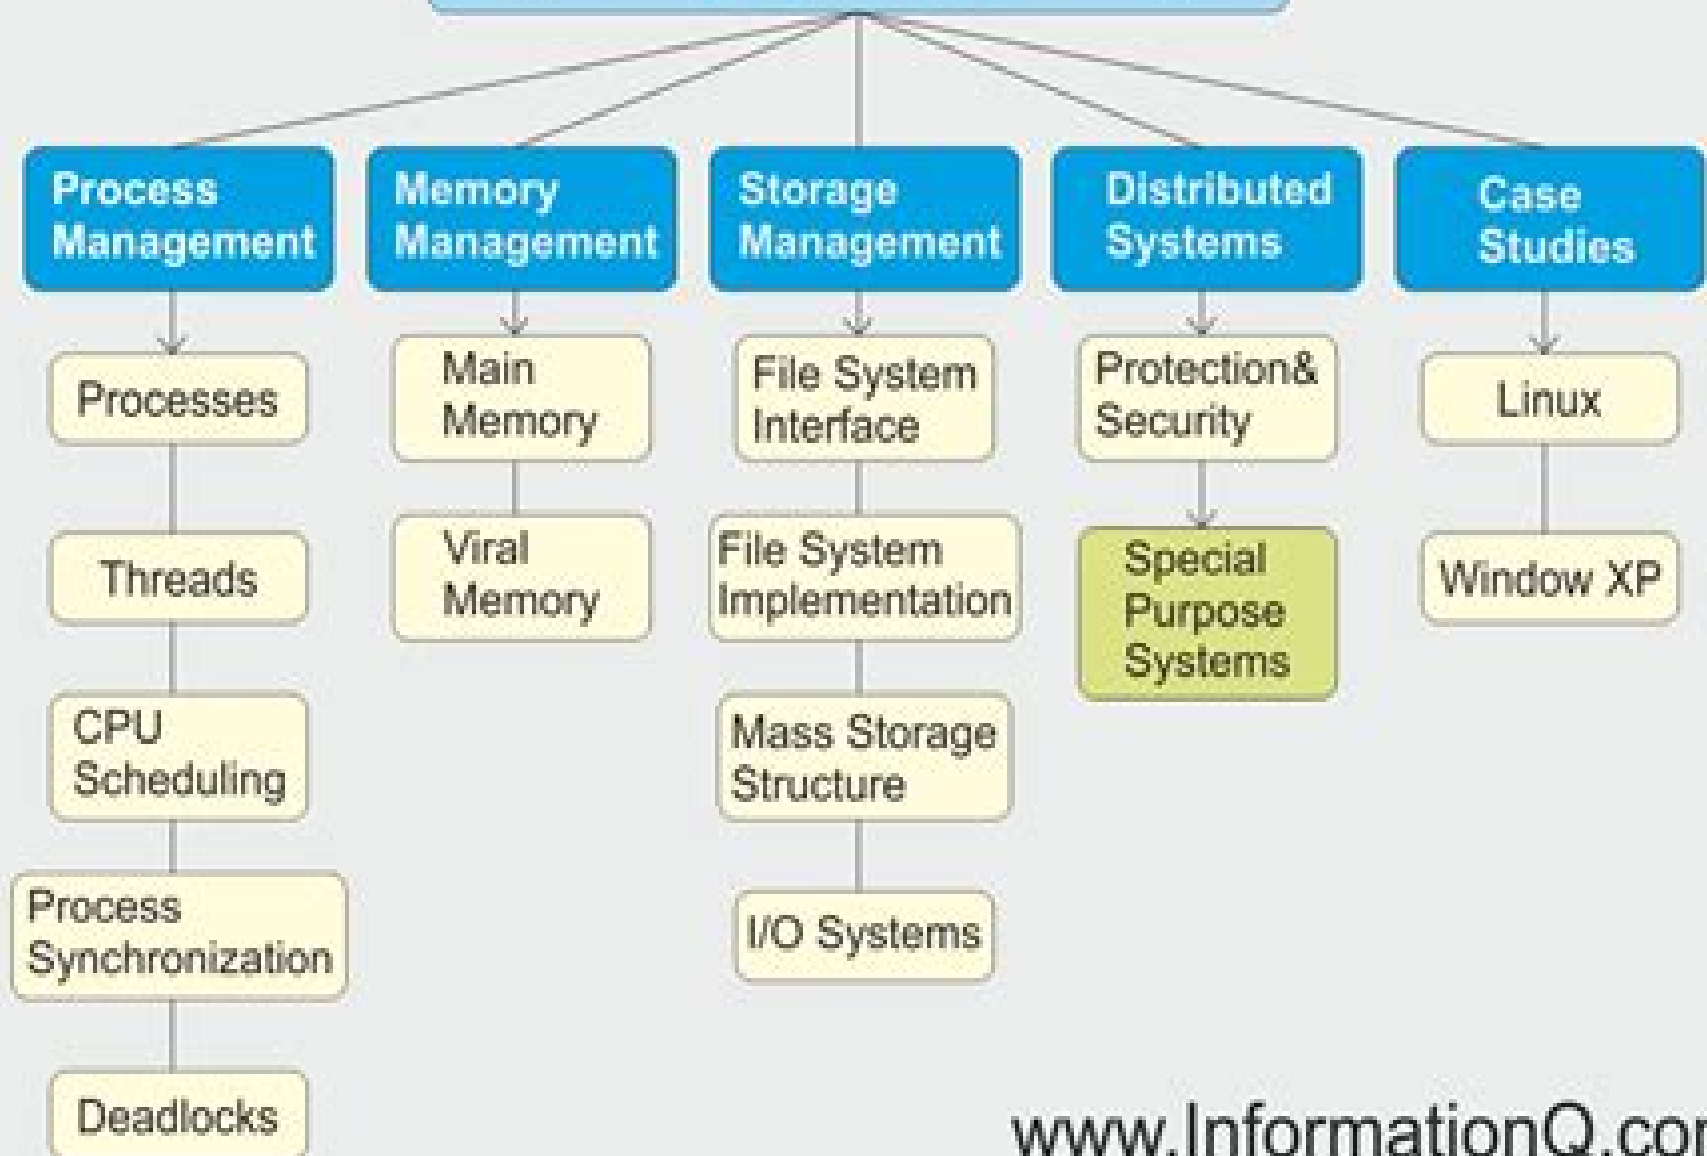 Process
Management
Memory
Management
Storage
Management
Distributed
Systems
Case
Studies
Processes
Threads
CPU
Scheduling
Process
Synchronization
Deadlocks
Main
Memory
Viral
Memory
File System
Interface
File System
Implementation
Mass Storage
Structure
I/O Systems
Protection&
Security
Special
Purpose
Systems
Linux
Window XP
www.InformationQ.com